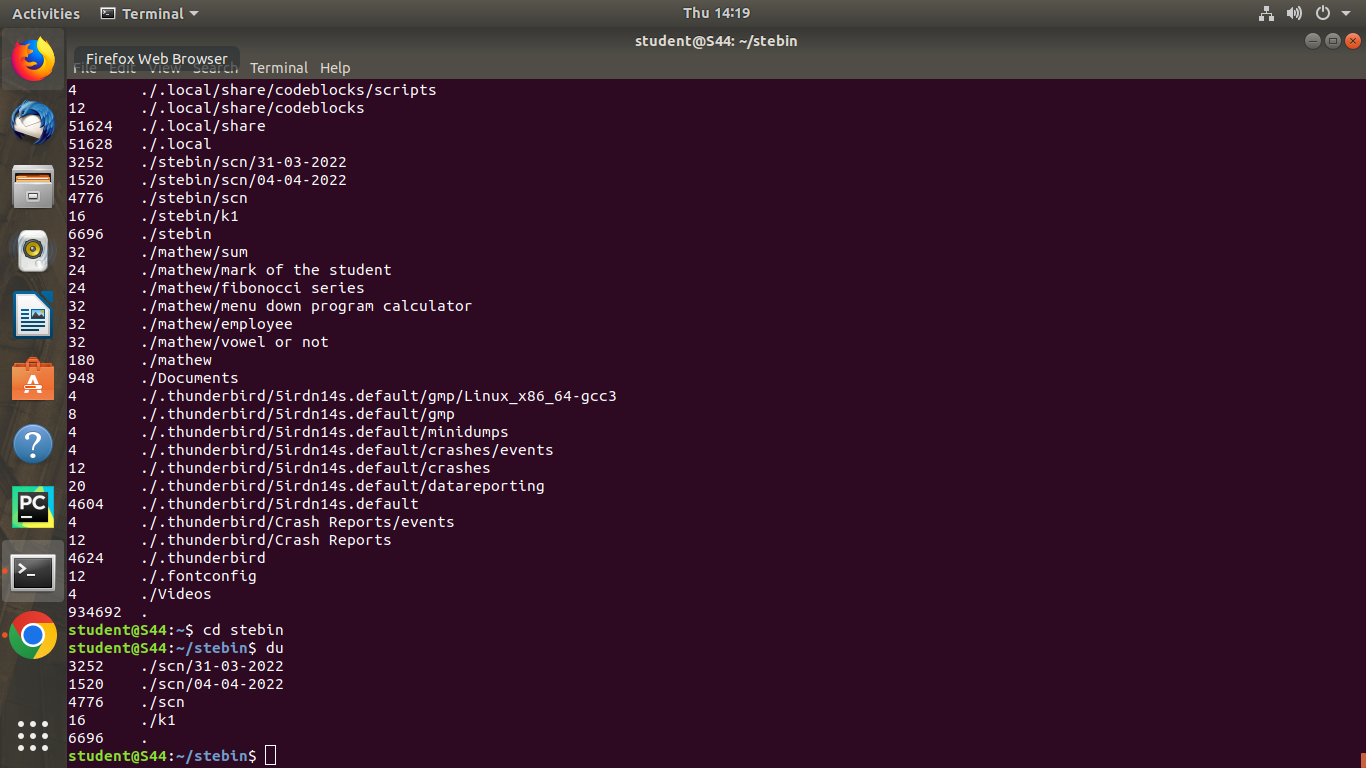 Activities Terminal Thu 14:19
student@S44: ~/stebin
Firefox Web Browser
File Edit View Search Terminal Help
4 ./.local/share/codeblocks/scripts
12 ./.local/share/codeblocks
51624 ./.local/share
51628 ./.local
3252 ./stebin/scn/31-03-2022
1520 ./stebin/scn/04-04-2022
4776 ./stebin/scn
16 ./stebin/k1
6696 ./stebin
32 ./mathew/sum
24 ./mathew/mark of the student
24 ./mathew/fibonocci series
32 ./mathew/menu down program calculator
32 ./mathew/employee
32 ./mathew/vowel or not
180 ./mathew
948 ./Documents
4 ./.thunderbird/5irdn14s.default/gmp/Linux_x86_64-gcc3
8 ./.thunderbird/5irdn14s.default/gmp
4 ./.thunderbird/5irdn14s.default/minidumps
4 ./.thunderbird/5irdn14s.default/crashes/events
12 ./.thunderbird/5irdn14s.default/crashes
20 ./.thunderbird/5irdn14s.default/datareporting
4604 ./.thunderbird/5irdn14s.default
4 ./.thunderbird/Crash Reports/events
12 ./.thunderbird/Crash Reports
4624 ./.thunderbird
12 ./.fontconfig
4 ./Videos
934692 .
student@S44:~$ cd stebin
student@S44:~/stebin$ du
3252 ./scn/31-03-2022
1520 ./scn/04-04-2022
4776 ./scn
16 ./k1
6696 .
student@S44:~/stebin$
PC